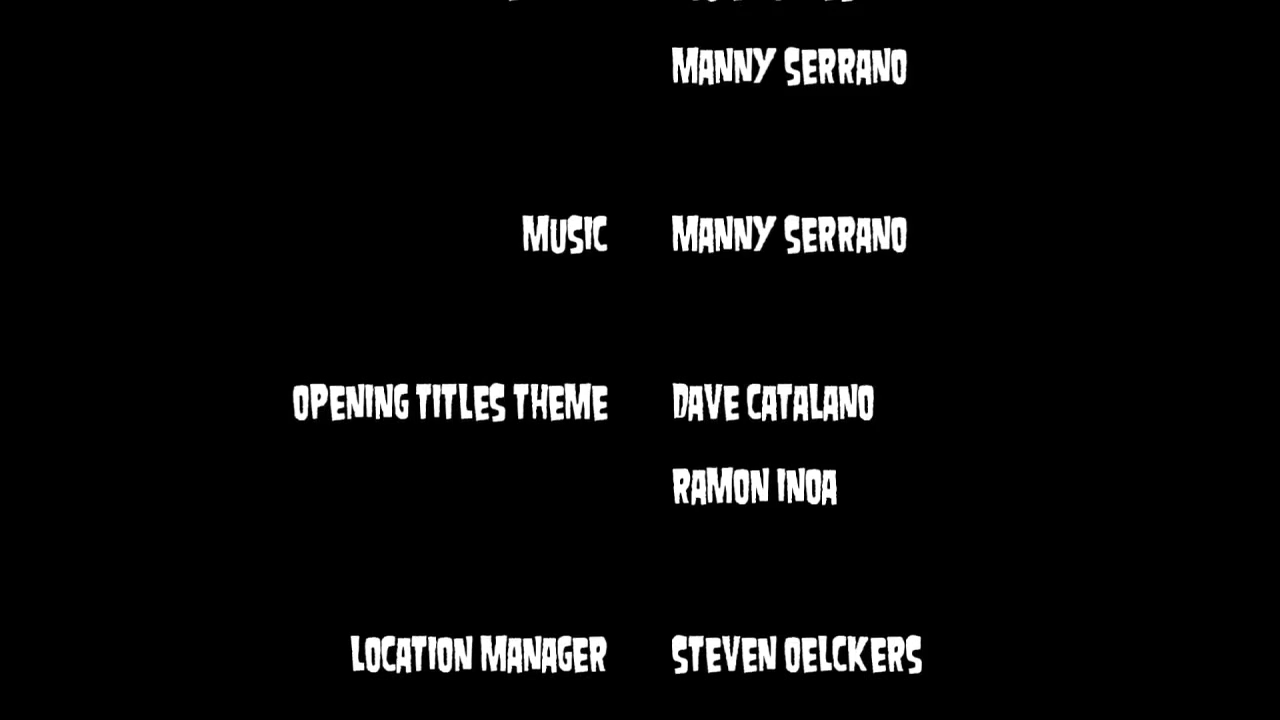 MANNY SERRANO
MUSIC MANNY SERRANO
OPENING TITLES THEME DAVE CATALANO
RAMON INOA
LOCATION MANAGER STEVEN OELCKERS